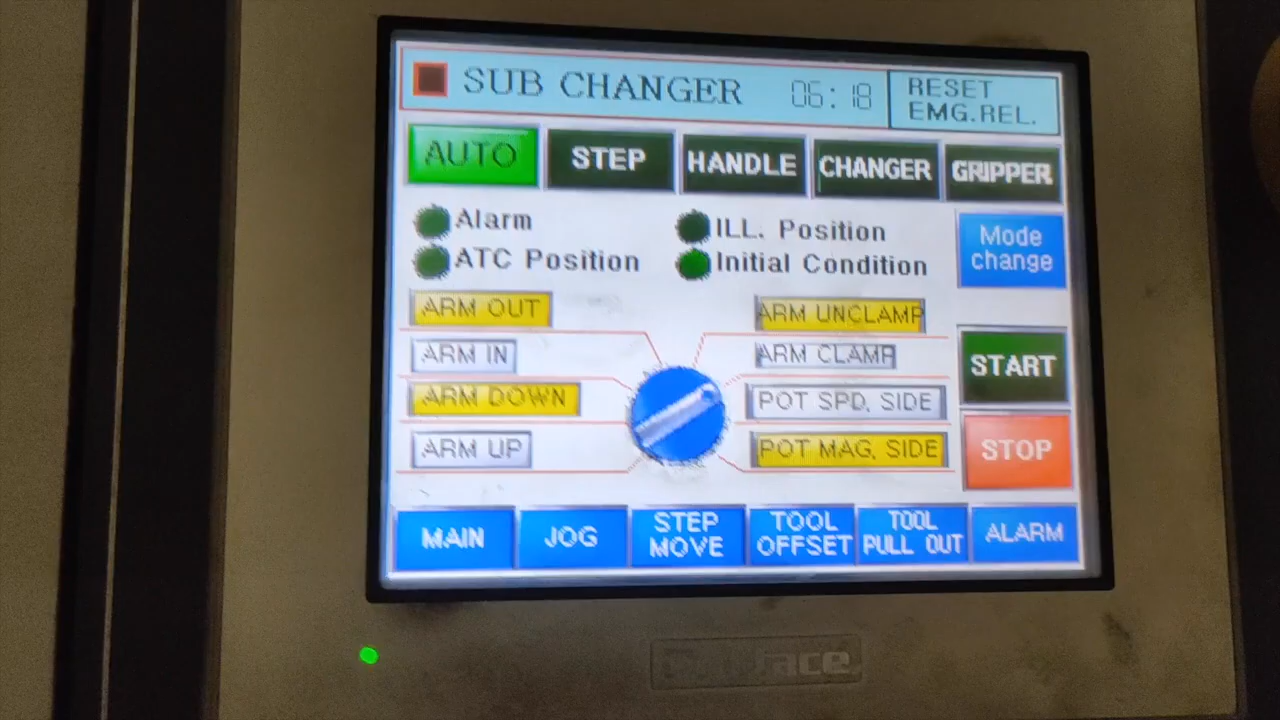 SUB CHANGER
06:18
RESET
EMG.REL.
AUTO
STEP
HANDLE
CHANGER
GRIPPER
Alarm
ILL. Position
ATC Position
Initial Condition
Mode
change
ARM OUT
ARM UNCLAMP
ARM IN
ARM CLAMP
START
ARM DOWN
POT SPD. SIDE
ARM UP
POT MAG. SIDE
STOP
MAIN
JOG
STEP
MOVE
TOOL
OFFSET
TOOL
PULL OUT
ALARM